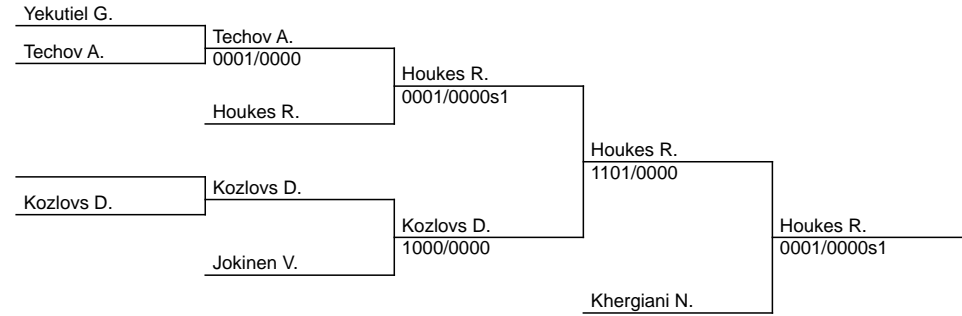 Yekutiel G.
Techov A.
Techov A.
0001/0000
Houkes R.
Houkes R.
0001/0000s1
Kozlovs D.
Kozlovs D.
Jokinen V.
Kozlovs D.
1000/0000
Houkes R.
1101/0000
Khergiani N.
Houkes R.
0001/0000s1